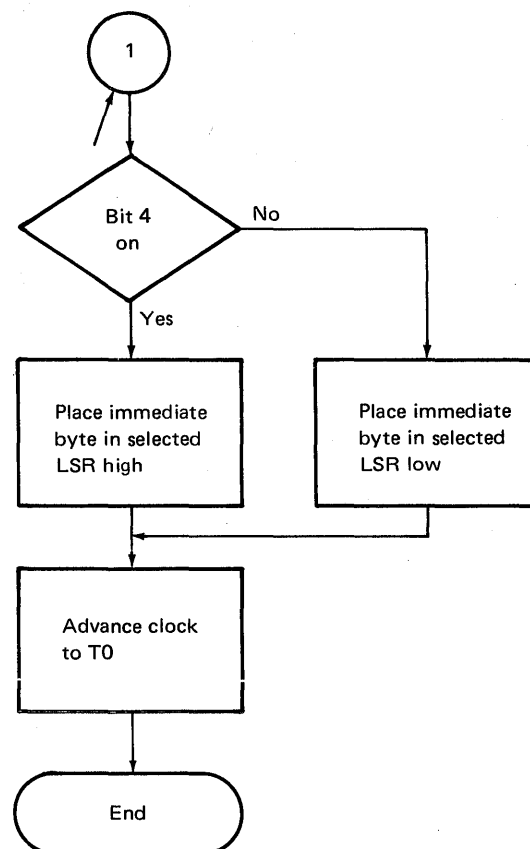 1
Bit 4
on
No
Yes
Place immediate
byte in selected
LSR high
Place immediate
byte in selected
LSR low
Advance clock
to T0
End